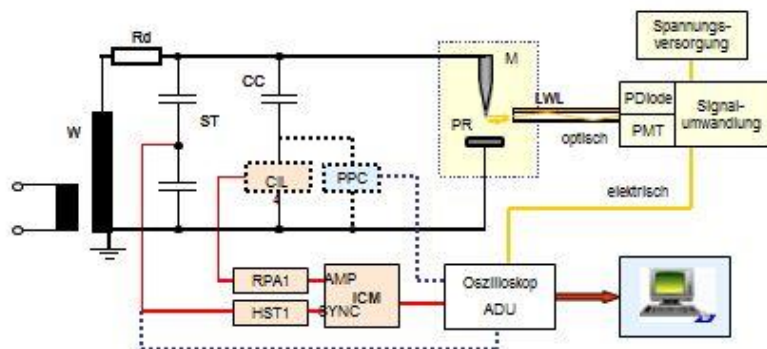 Spannungs-
versorgung
Rd
M
CC
LWL
PDiode
Signal-
umwandlung
ST
W
PR
PMT
optisch
CIL
4
PPC
elektrisch
RPA1
AMP
ICM
Oszilloskop
ADU
HST1
SYNC